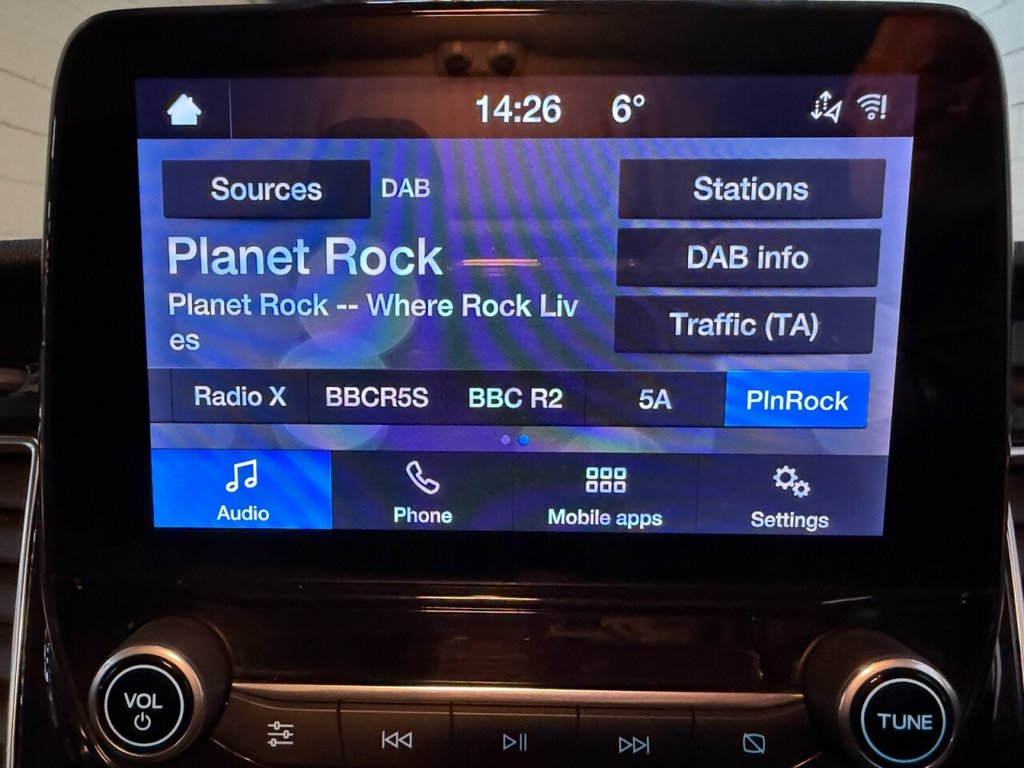 14:26 6°
Sources DAB Stations
Planet Rock
DAB info
Planet Rock -- Where Rock Liv
es
Traffic (TA)
Radio X BBCR5S BBC R2 5A PlnRock
Audio Phone Mobile apps Settings
VOL
TUNE